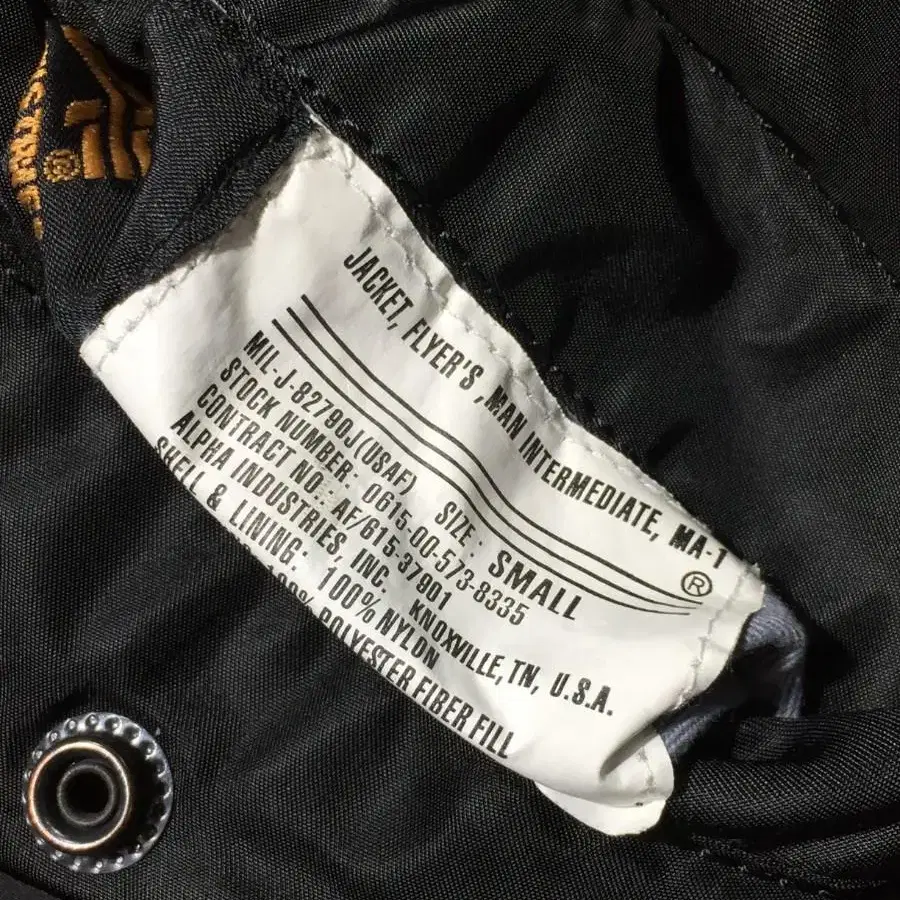 JACKET, FLYER'S, MAN INTERMEDIATE, MA-1
®
MIL-J-82790J(USAF) SIZE: SMALL
STOCK NUMBER: 0615-00-573-8335
CONTRACT NO.: AF/615-37901
ALPHA INDUSTRIES, INC. KNOXVILLE, TN, U.S.A.
SHELL & LINING: 100% NYLON
100% POLYESTER FIBER FILL